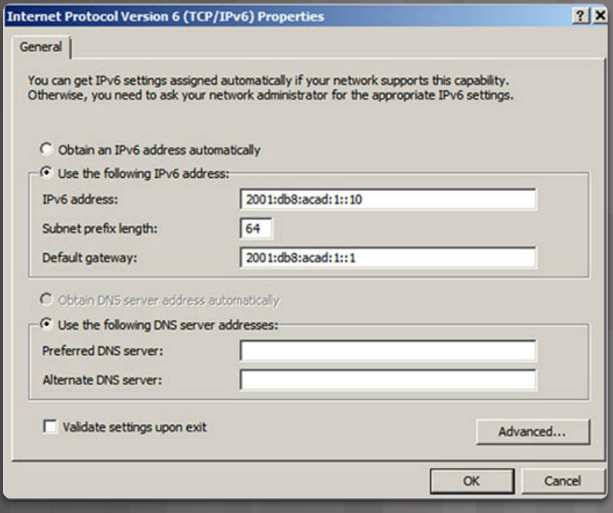 Internet Protocol Version 6 (TCP/IPv6) Properties
General
You can get IPv6 settings assigned automatically if your network supports this capability.
Otherwise, you need to ask your network administrator for the appropriate IPv6 settings.
Obtain an IPv6 address automatically
Use the following IPv6 address:
IPv6 address: 2001:db8:acad:1::10
Subnet prefix length: 64
Default gateway: 2001:db8:acad:1::1
Obtain DNS server address automatically
Use the following DNS server addresses:
Preferred DNS server:
Alternate DNS server:
Validate settings upon exit
Advanced...
OK Cancel